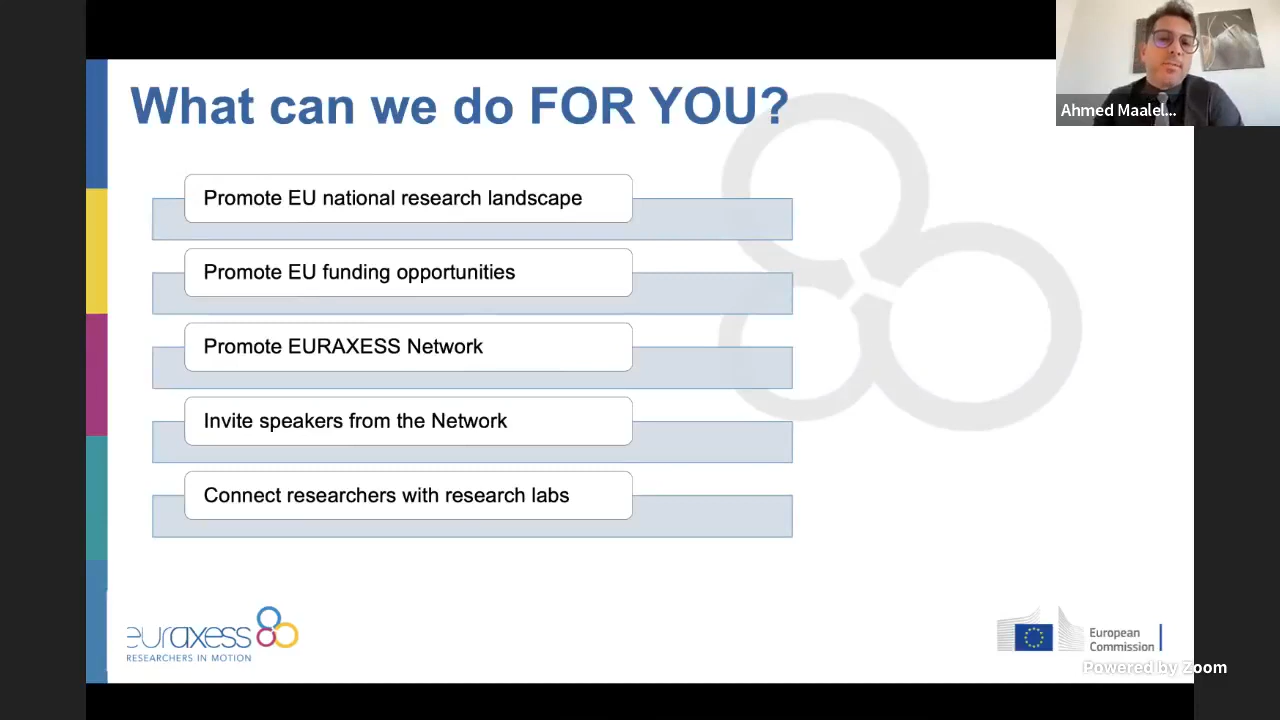 What can we do FOR YOU?
Ahmed Maalel...
Promote EU national research landscape
Promote EU funding opportunities
Promote EURAXESS Network
Invite speakers from the Network
Connect researchers with research labs
euraxess
RESEARCHERS IN MOTION
European
Commission
Powered by Zoom